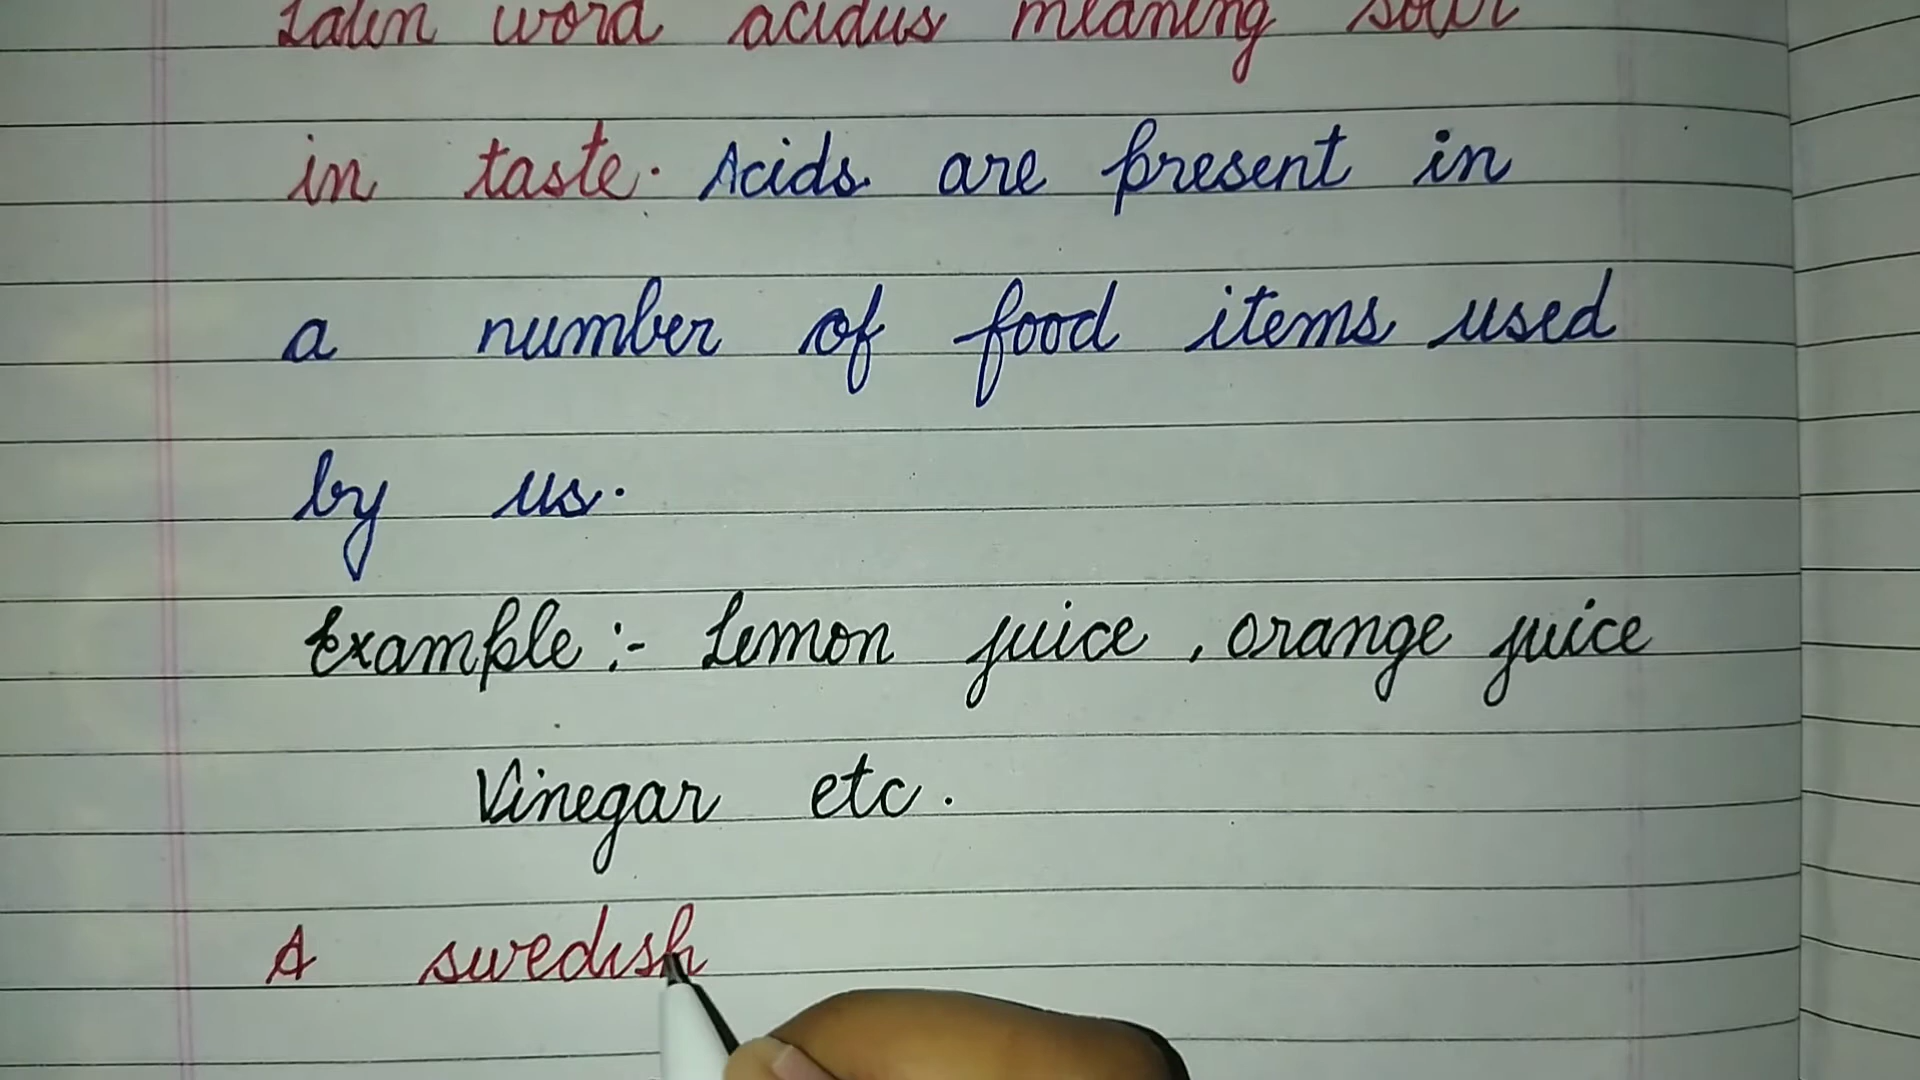 Latin word acidus meaning sour
in taste. Acids are present in
a number of food items used
by us.
Example :- Lemon juice, orange juice
Vinegar etc.
A swedish